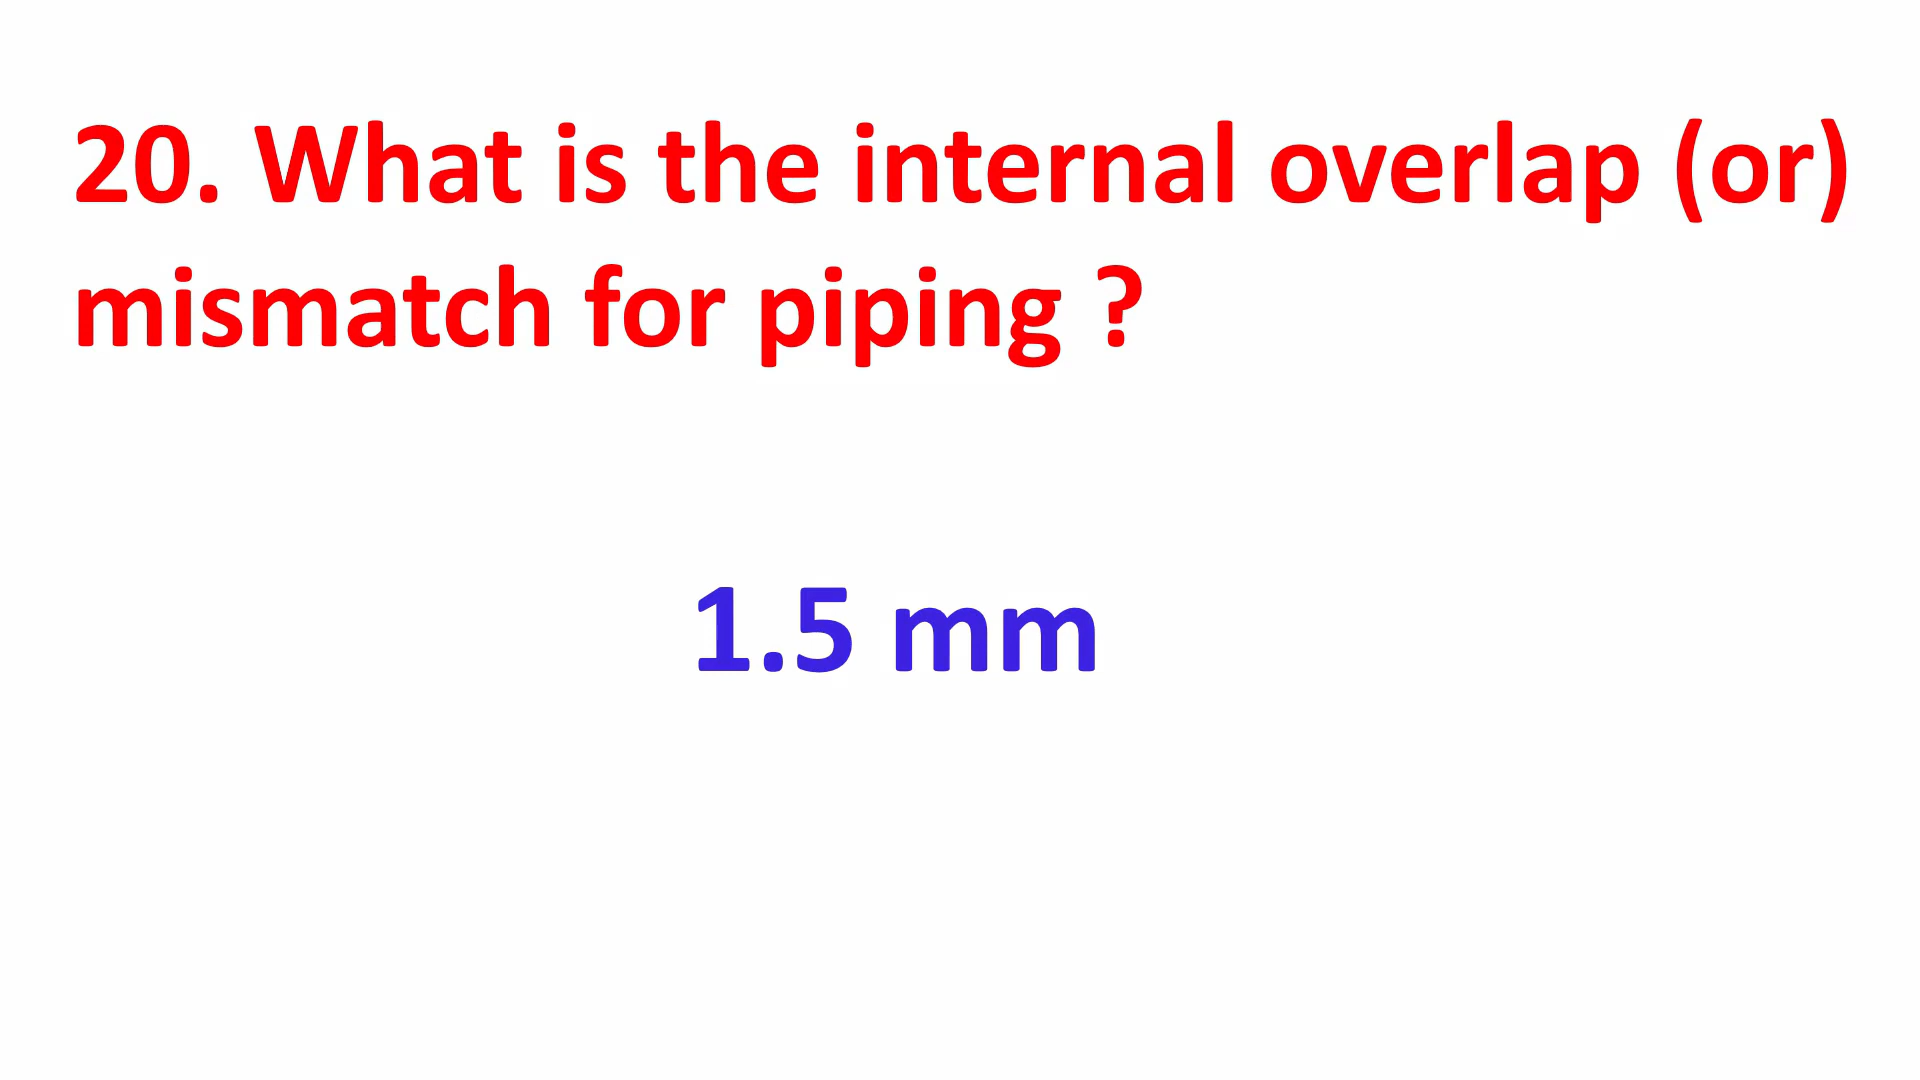 20. What is the internal overlap (or)
mismatch for piping ?
1.5 mm